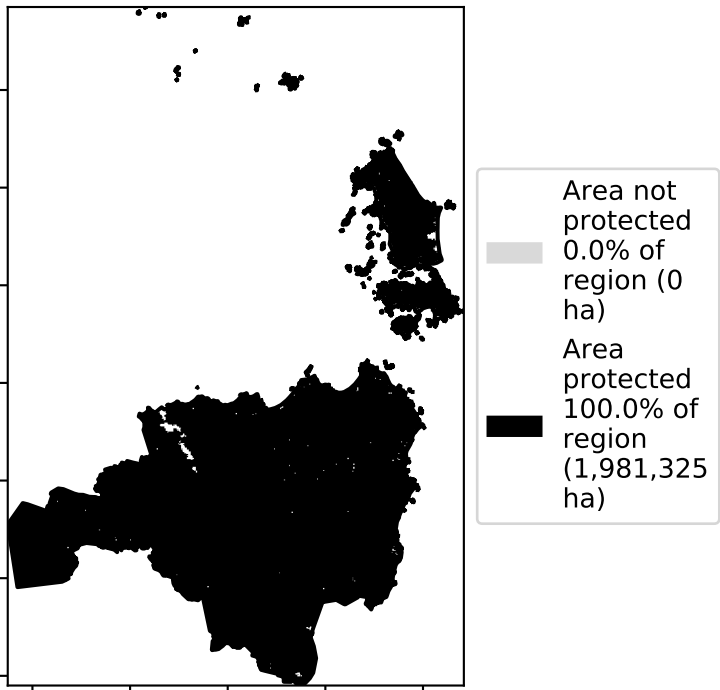 Area not
protected
0.0% of
region (0
ha)
Area
protected
100.0% of
region
(1,981,325
ha)